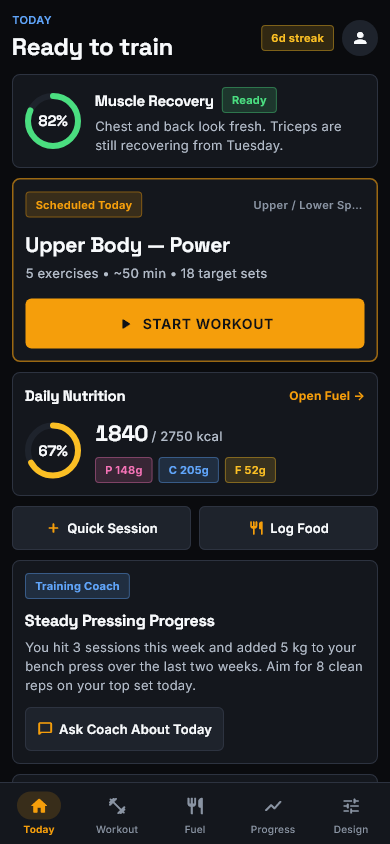 TODAY
Ready to train
6d streak
82%
Muscle Recovery
Ready
Chest and back look fresh. Triceps are
still recovering from Tuesday.
Scheduled Today
Upper / Lower Sp...
Upper Body — Power
5 exercises • ~50 min • 18 target sets
START WORKOUT
Daily Nutrition
Open Fuel →
67%
1840 / 2750 kcal
P 148g
C 205g
F 52g
+ Quick Session
Log Food
Training Coach
Steady Pressing Progress
You hit 3 sessions this week and added 5 kg to your
bench press over the last two weeks. Aim for 8 clean
reps on your top set today.
Ask Coach About Today
Today
Workout
Fuel
Progress
Design